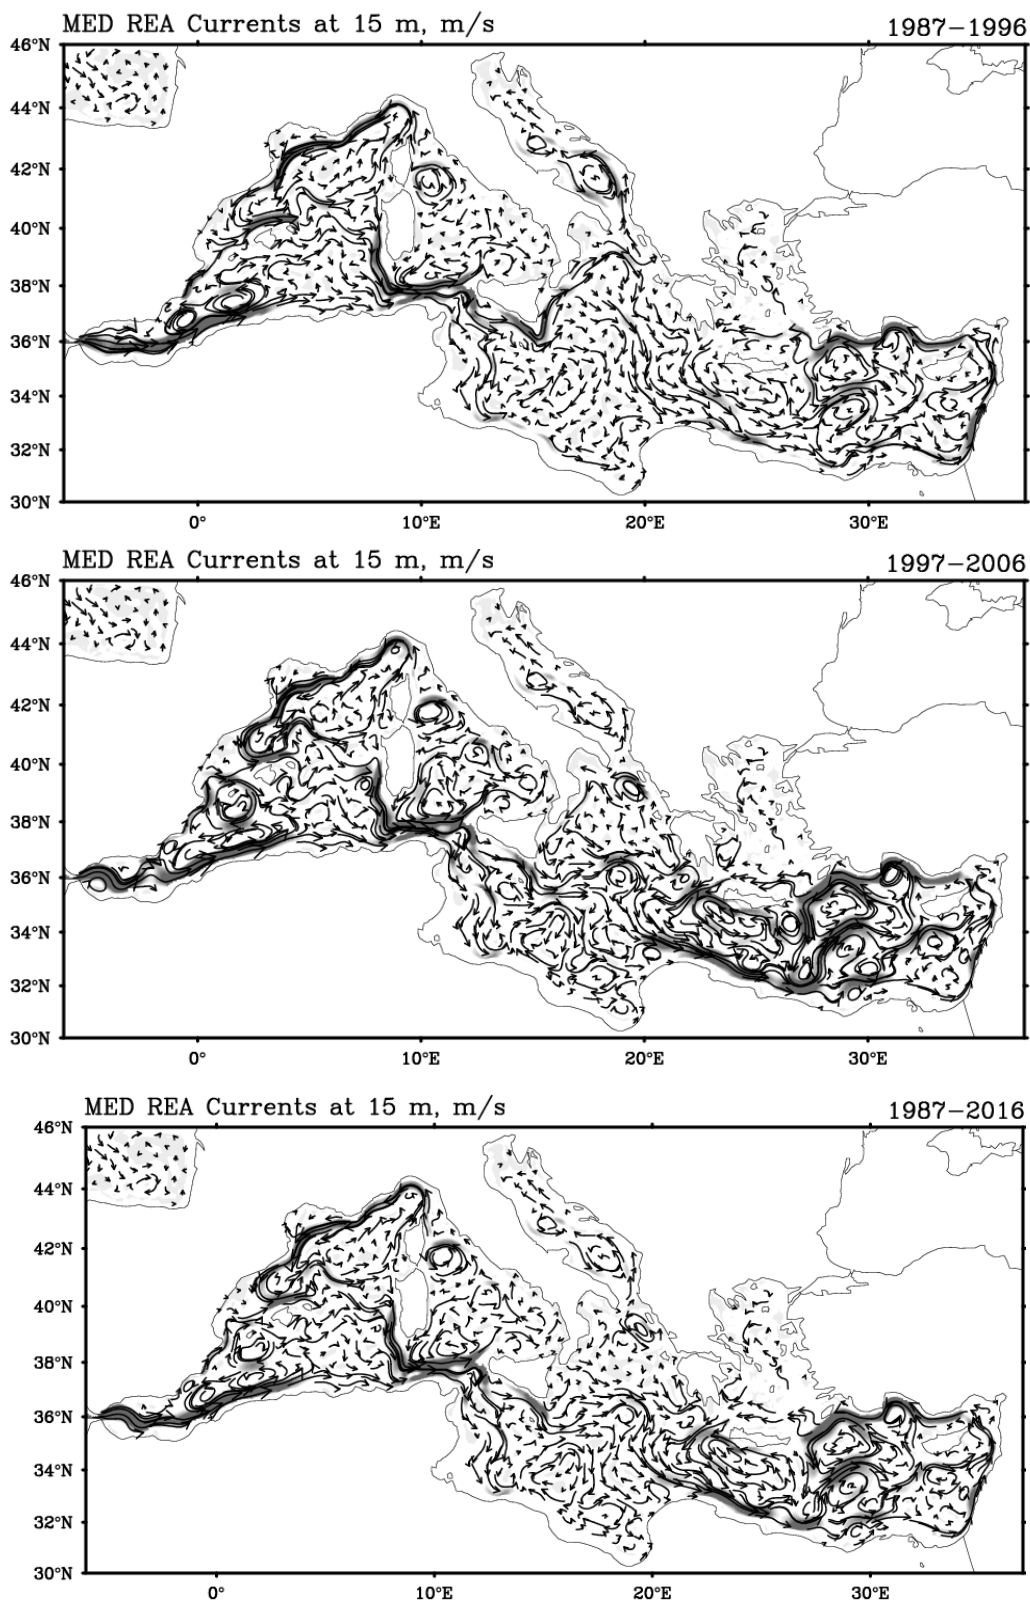 MED REA Currents at 15 m, m/s 1987−1996
46°N
44°N
42°N
40°N
38°N
36°N
34°N
32°N
30°N
0° 10°E 20°E 30°E
MED REA Currents at 15 m, m/s 1997−2006
46°N
44°N
42°N
40°N
38°N
36°N
34°N
32°N
30°N
0° 10°E 20°E 30°E
MED REA Currents at 15 m, m/s 1987−2016
46°N
44°N
42°N
40°N
38°N
36°N
34°N
32°N
30°N
0° 10°E 20°E 30°E